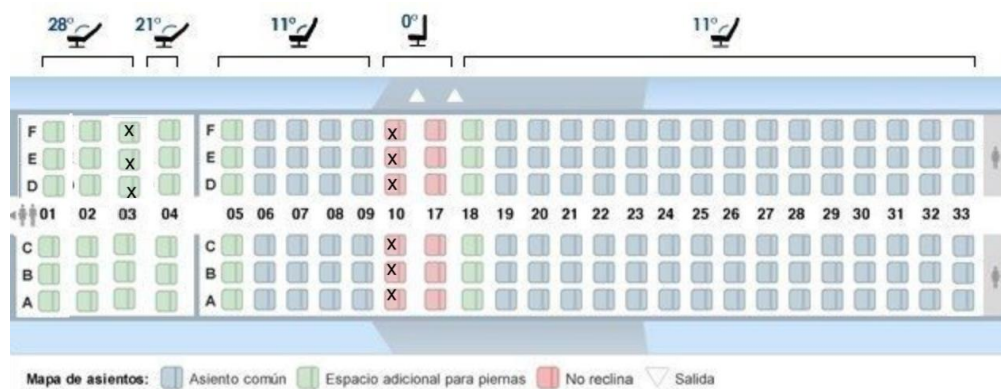 28° 21° 11° 0° 11°
F X F X
E X E X
D X D X
01 02 03 04 05 06 07 08 09 10 17 18 19 20 21 22 23 24 25 26 27 28 29 30 31 32 33
C C X
B B X
A A X
Mapa de asientos: Asiento común Espacio adicional para piernas No reclina Salida